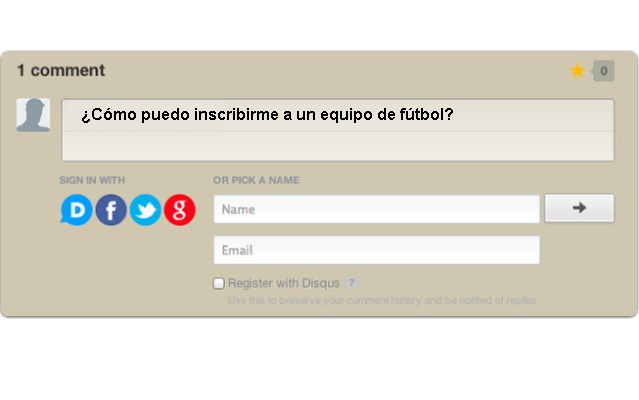 1 comment
0
¿Cómo puedo inscribirme a un equipo de fútbol?
SIGN IN WITH
OR PICK A NAME
D f g
Name
Email
Register with Disqus ?
Use this to preserve your comment history and be notified of replies.